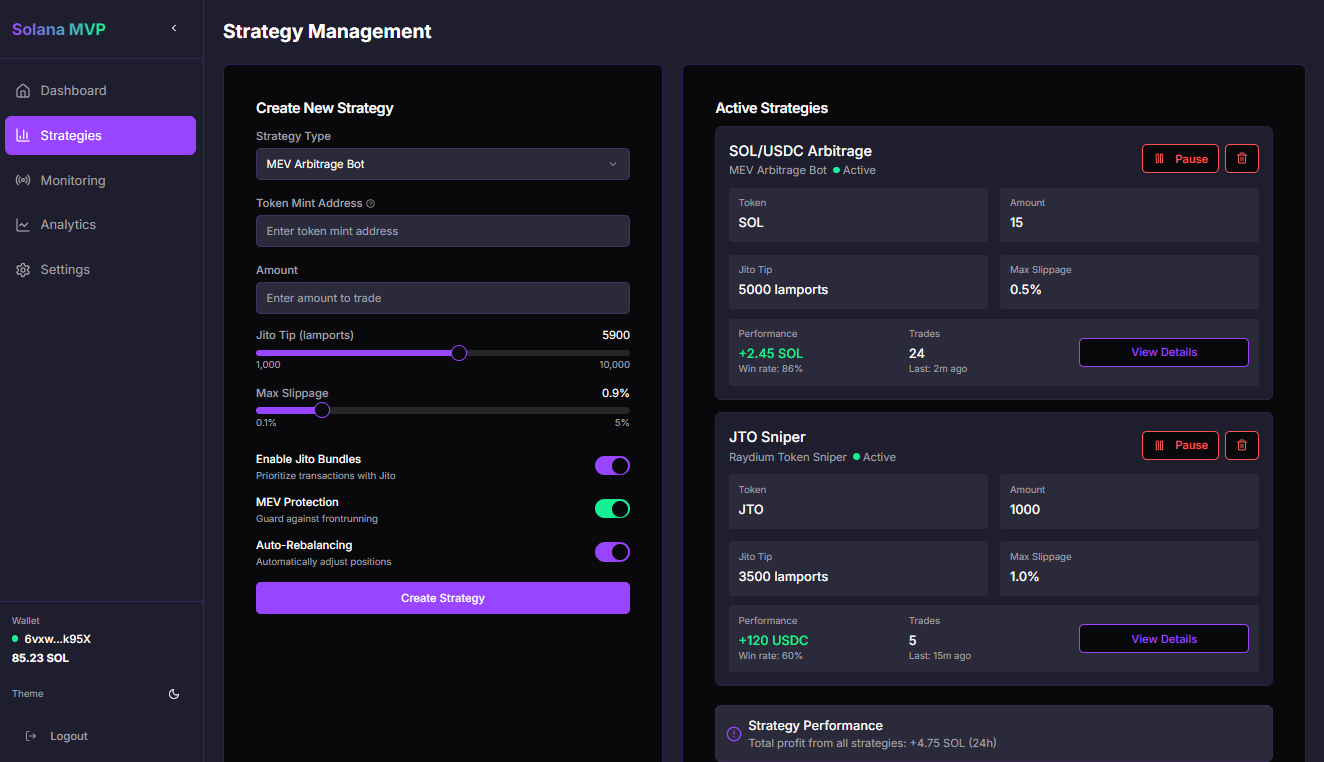 Solana MVP
Dashboard
Strategies
Monitoring
Analytics
Settings
Wallet
6vxw...k95X
85.23 SOL
Theme
Logout
Strategy Management
Create New Strategy
Strategy Type
MEV Arbitrage Bot
Token Mint Address
Enter token mint address
Amount
Enter amount to trade
Jito Tip (lamports) 5900
1,000 10,000
Max Slippage 0.9%
0.1% 5%
Enable Jito Bundles
Prioritize transactions with Jito
MEV Protection
Guard against frontrunning
Auto-Rebalancing
Automatically adjust positions
Create Strategy
Active Strategies
SOL/USDC Arbitrage
MEV Arbitrage Bot Active
Pause
Token
SOL
Amount
15
Jito Tip
5000 lamports
Max Slippage
0.5%
Performance
+2.45 SOL
Win rate: 86%
Trades
24
Last: 2m ago
View Details
JTO Sniper
Raydium Token Sniper Active
Pause
Token
JTO
Amount
1000
Jito Tip
3500 lamports
Max Slippage
1.0%
Performance
+120 USDC
Win rate: 60%
Trades
5
Last: 15m ago
View Details
Strategy Performance
Total profit from all strategies: +4.75 SOL (24h)